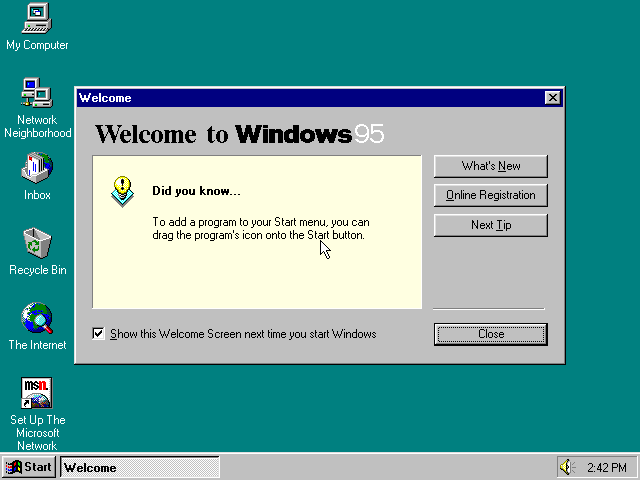 My Computer
Network
Neighborhood
Inbox
Recycle Bin
The Internet
msn.
Set Up The
Microsoft
Network
Welcome
Welcome to Windows95
Did you know...
To add a program to your Start menu, you can
drag the program's icon onto the Start button.
What's New
Online Registration
Next Tip
Show this Welcome Screen next time you start Windows
Close
Start
Welcome
2:42 PM